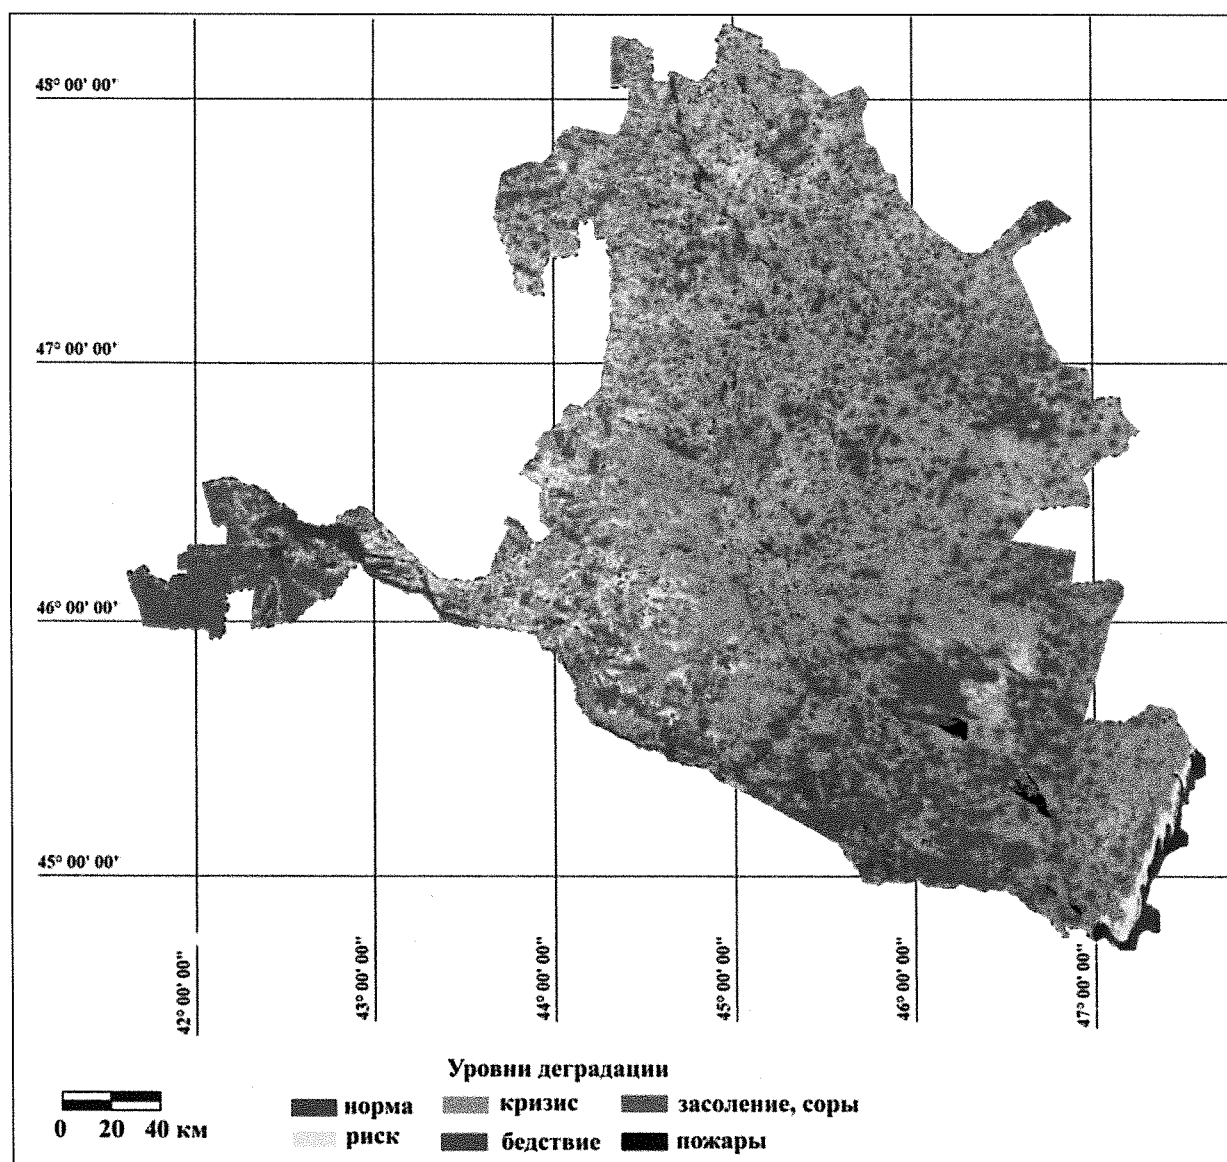 48° 00' 00"
47° 00' 00"
46° 00' 00"
45° 00' 00"
42° 00' 00"
43° 00' 00"
44° 00' 00"
45° 00' 00"
46° 00' 00"
47° 00' 00"
Уровни деградации
норма кризис засоление, соры
0 20 40 км риск бедствие пожары